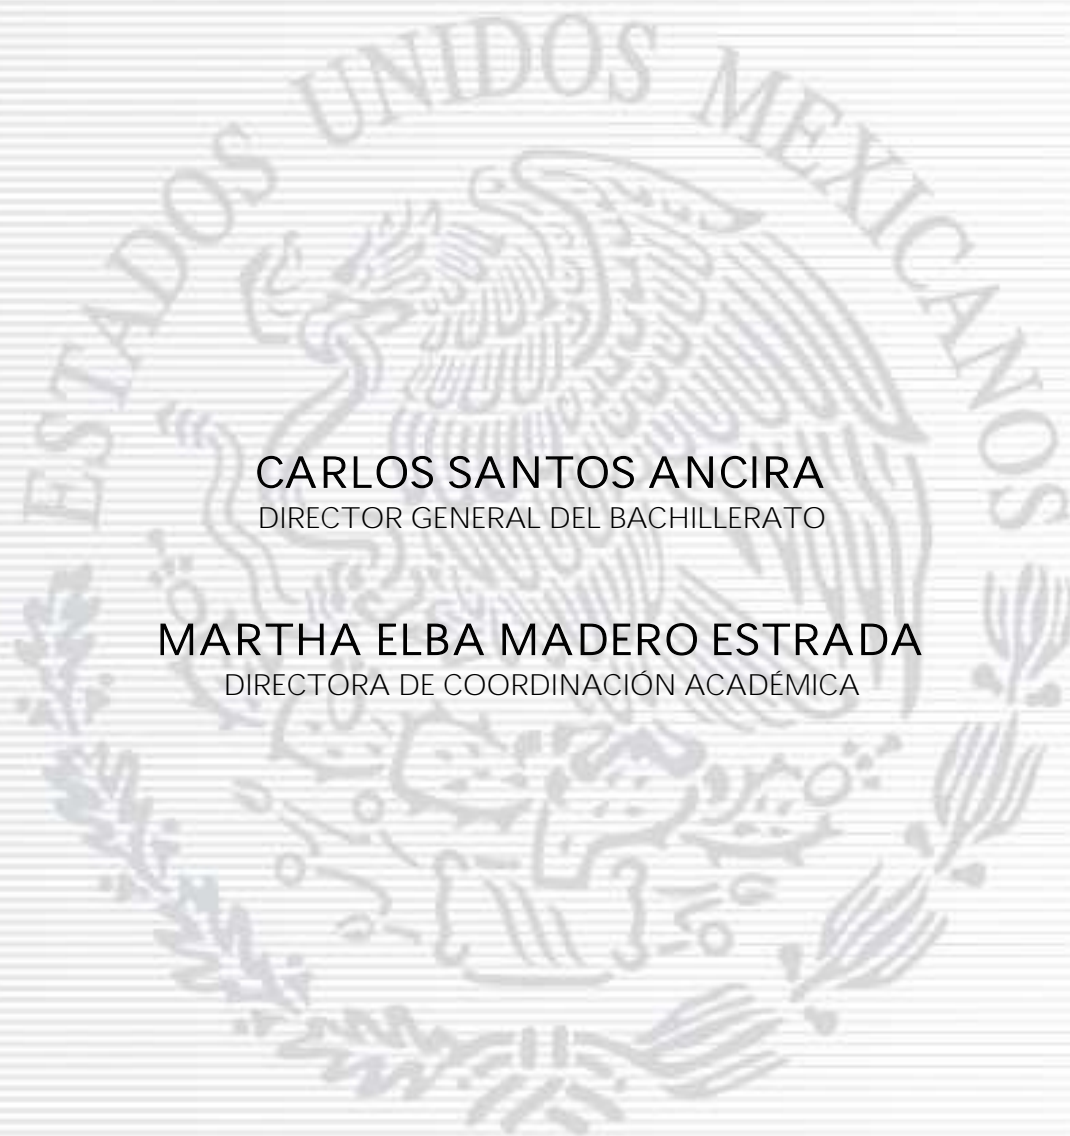 ESTADOS UNIDOS MEXICANOS
CARLOS SANTOS ANCIRA
DIRECTOR GENERAL DEL BACHILLERATO
MARTHA ELBA MADERO ESTRADA
DIRECTORA DE COORDINACIÓN ACADÉMICA